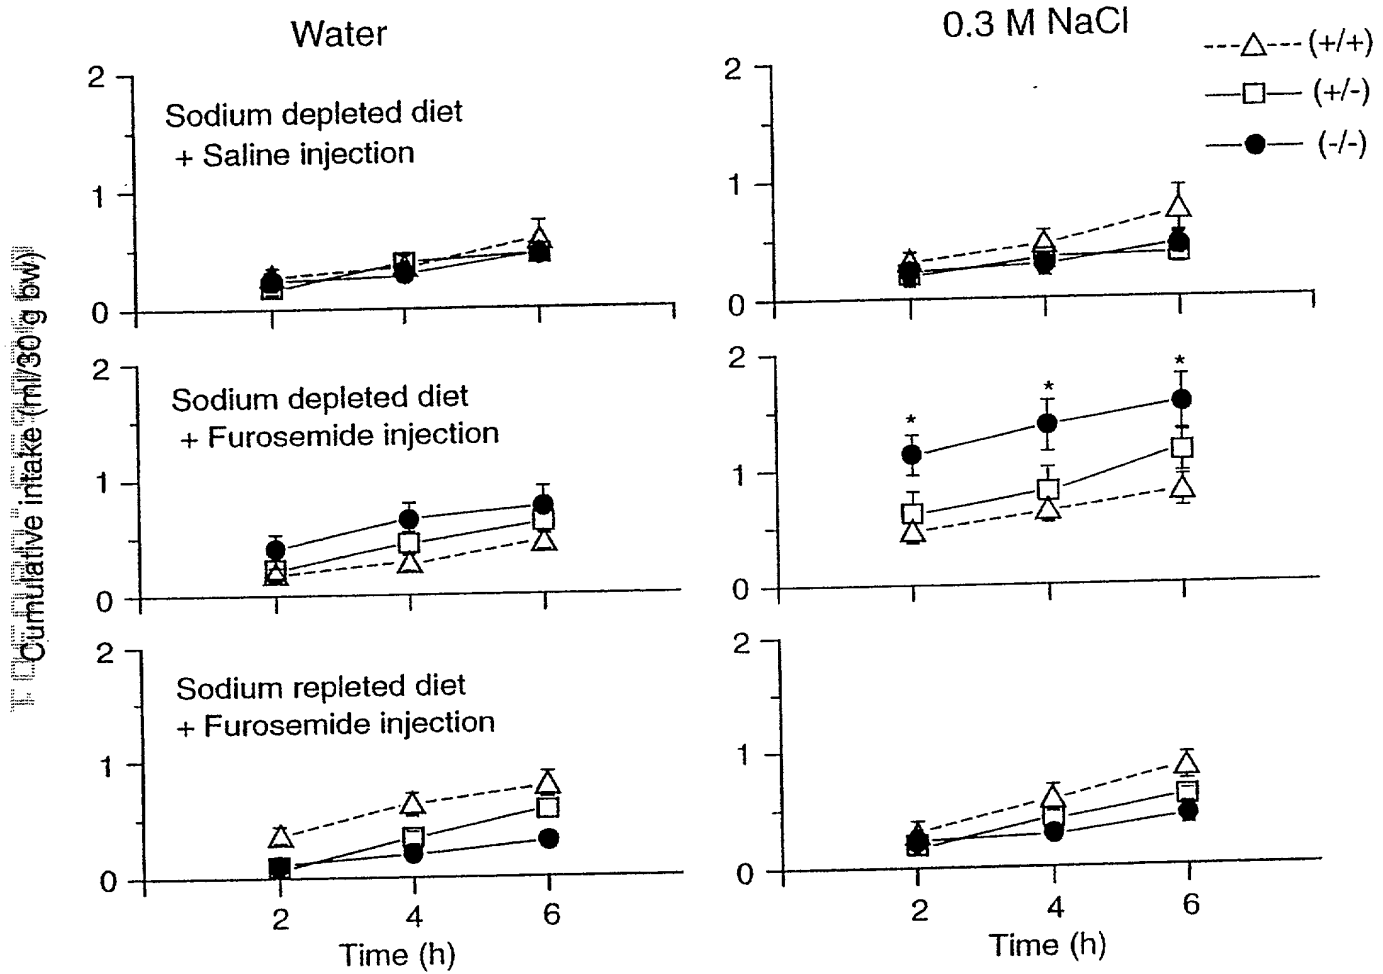 Water
0.3 M NaCl
(+/+)
(+/-)
(-/-)
Cumulative intake (ml/30 g bw)
2
Sodium depleted diet
+ Saline injection
1
0
2
1
0
2
Sodium depleted diet
+ Furosemide injection
1
0
2
*
*
*
1
0
2
Sodium repleted diet
+ Furosemide injection
1
0
2
4
6
Time (h)
2
1
0
2
4
6
Time (h)